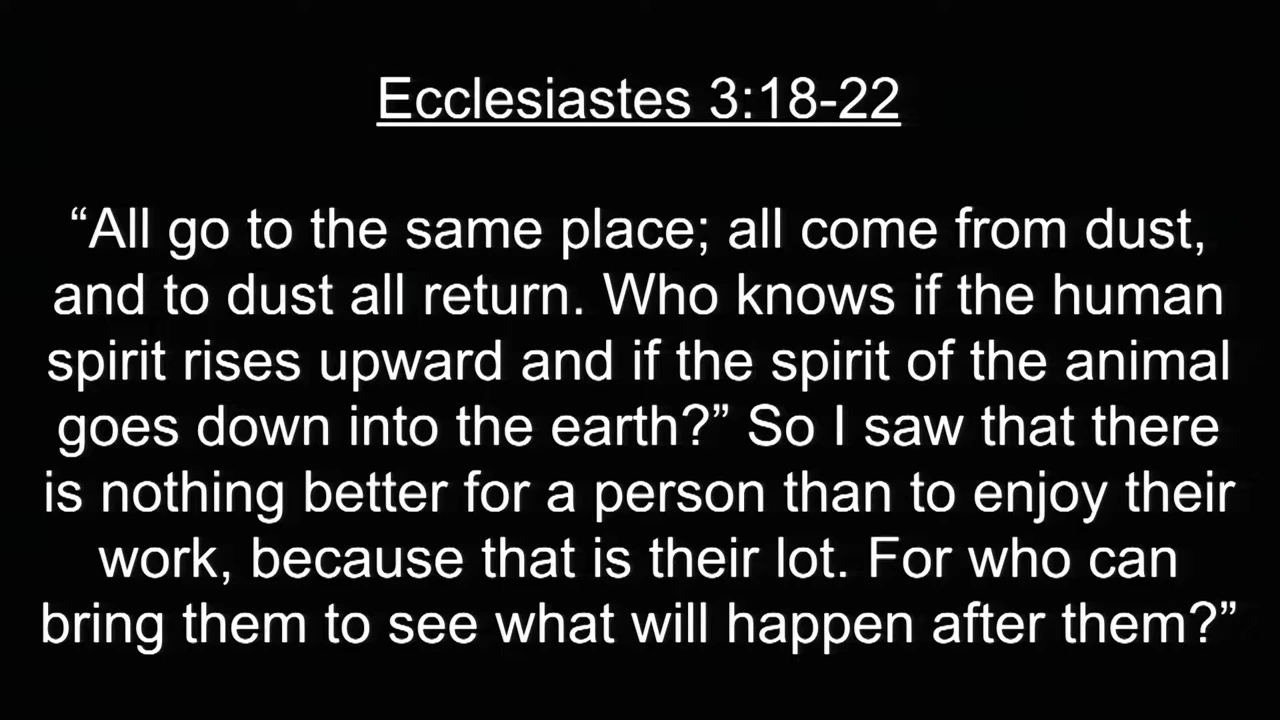 Ecclesiastes 3:18-22
“All go to the same place; all come from dust,
and to dust all return. Who knows if the human
spirit rises upward and if the spirit of the animal
goes down into the earth?” So I saw that there
is nothing better for a person than to enjoy their
work, because that is their lot. For who can
bring them to see what will happen after them?”